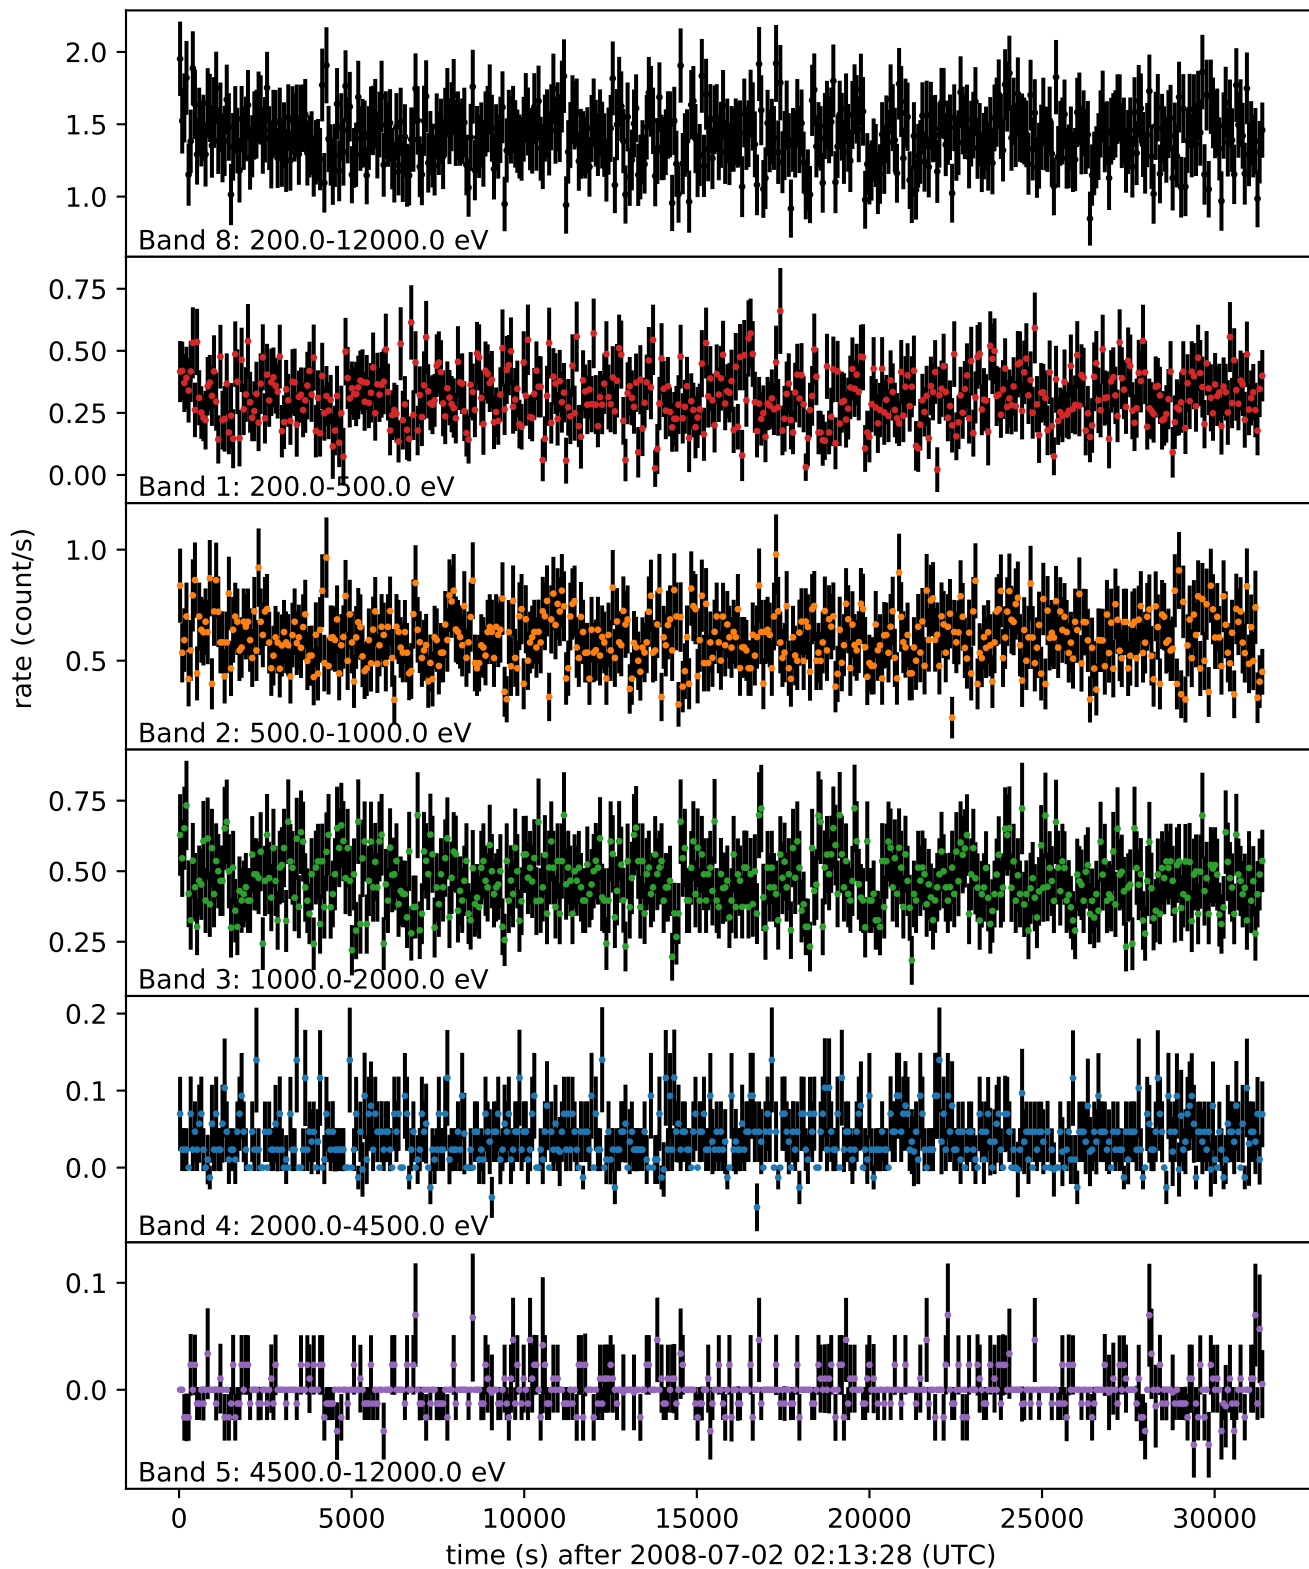 2.0
1.5
1.0
Band 8: 200.0-12000.0 eV
0.75
0.50
0.25
0.00
Band 1: 200.0-500.0 eV
rate (count/s)
1.0
0.5
Band 2: 500.0-1000.0 eV
0.75
0.50
0.25
Band 3: 1000.0-2000.0 eV
0.2
0.1
0.0
Band 4: 2000.0-4500.0 eV
0.1
0.0
Band 5: 4500.0-12000.0 eV
0 5000 10000 15000 20000 25000 30000
time (s) after 2008-07-02 02:13:28 (UTC)